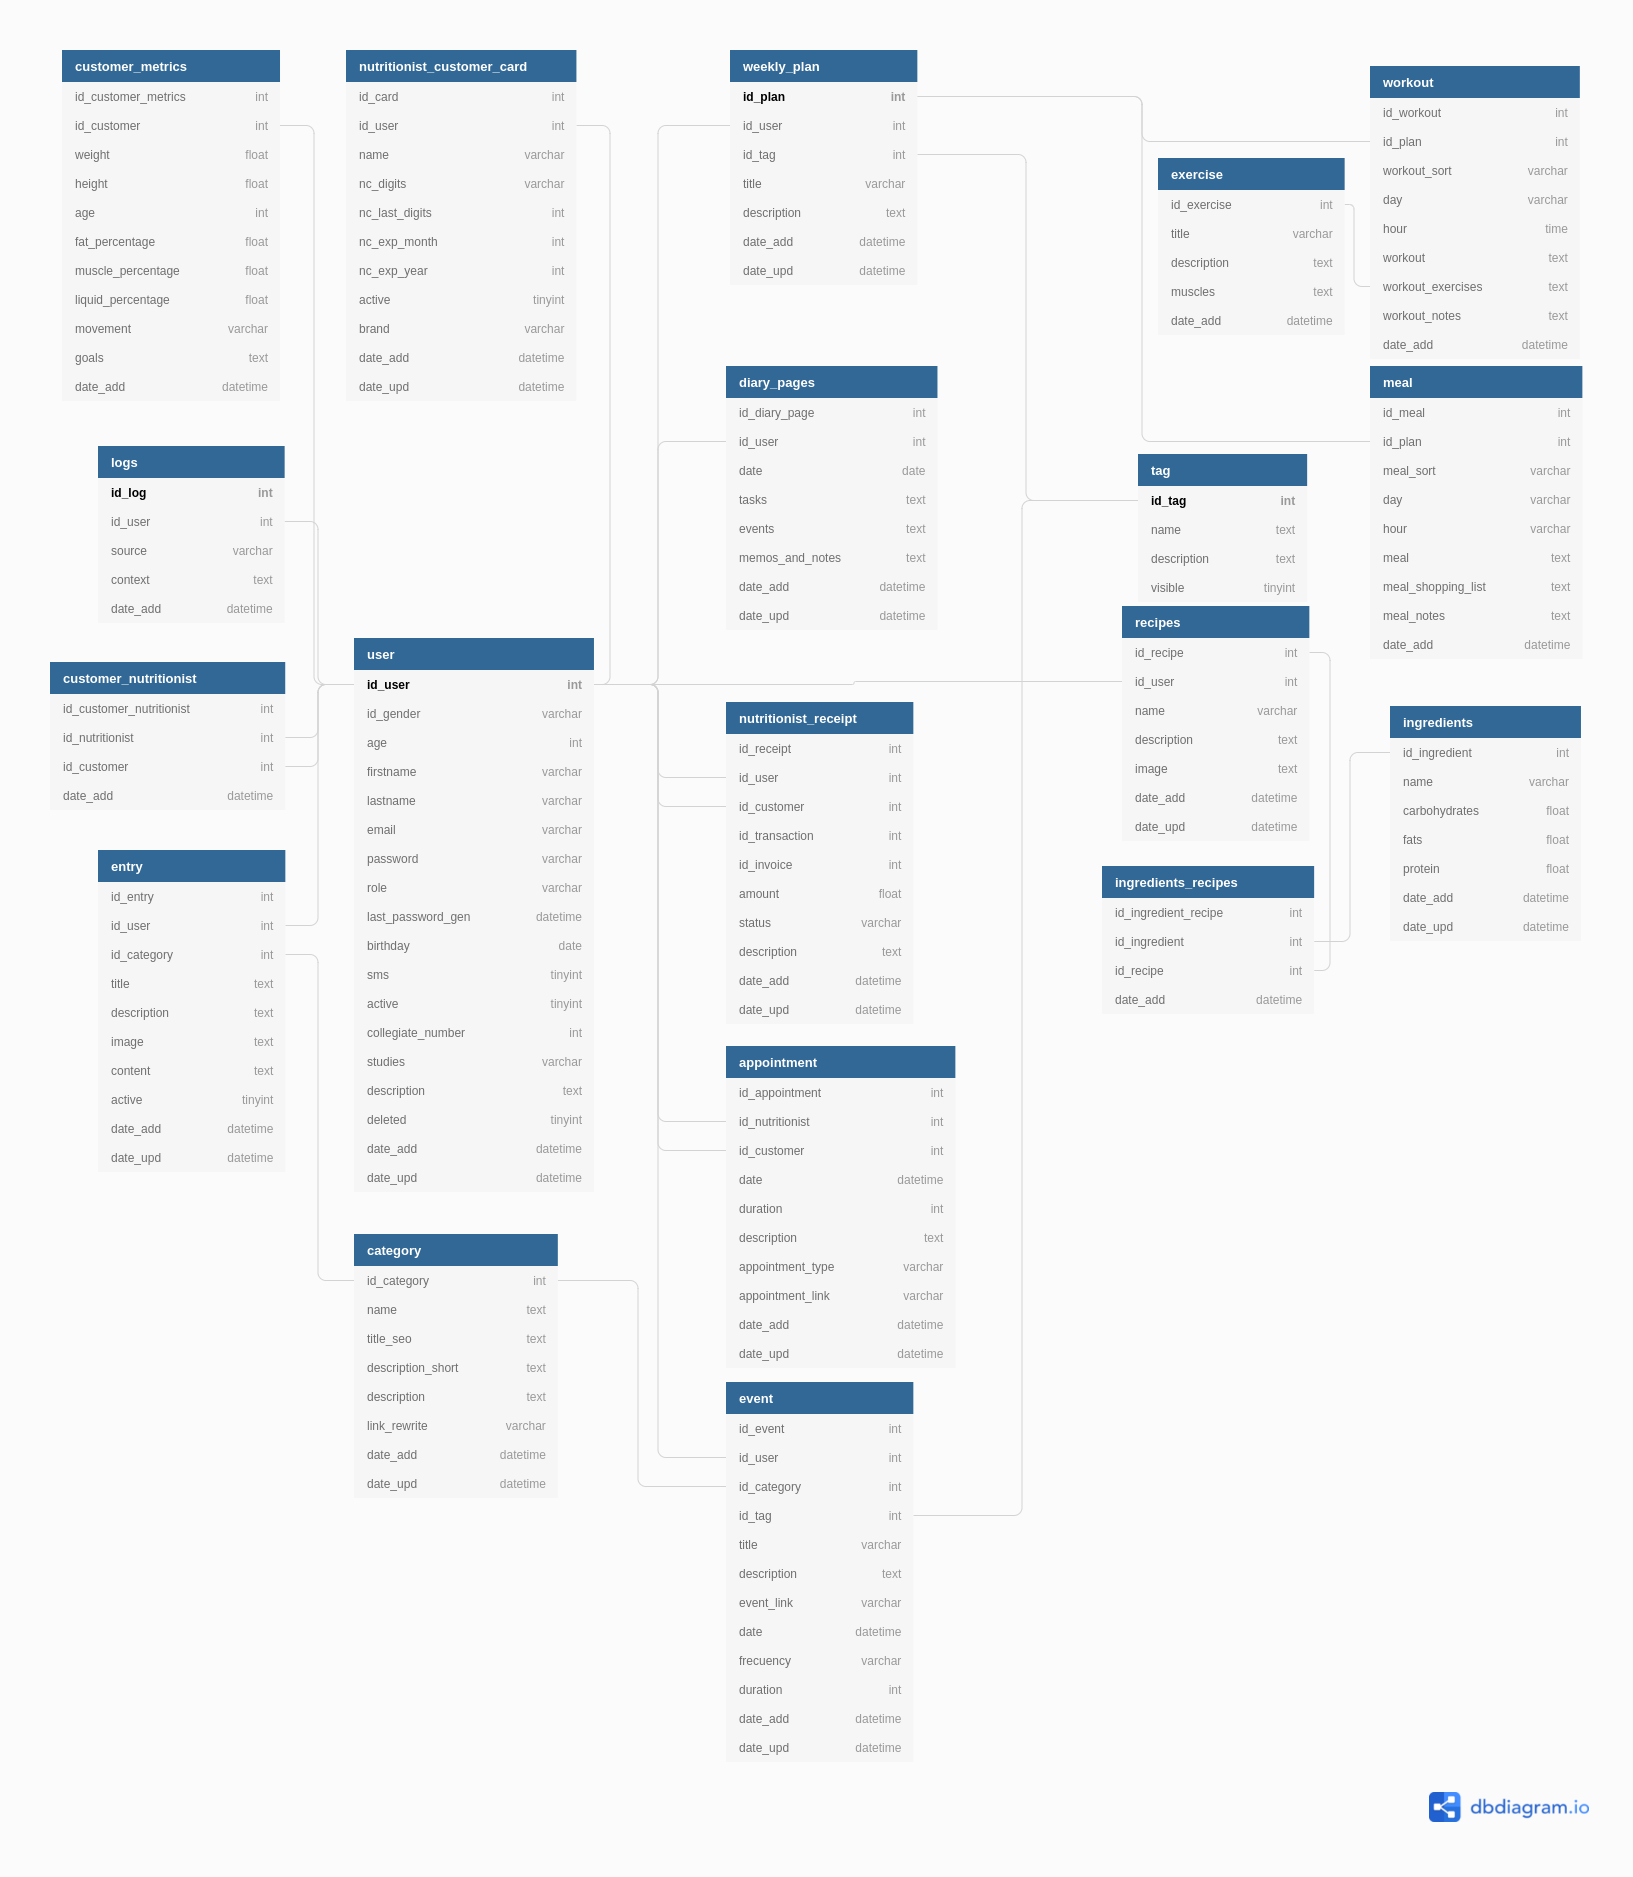 customer_metrics
id_customer_metrics int
id_customer int
weight float
height float
age int
fat_percentage float
muscle_percentage float
liquid_percentage float
movement varchar
goals text
date_add datetime
nutritionist_customer_card
id_card int
id_user int
name varchar
nc_digits varchar
nc_last_digits int
nc_exp_month int
nc_exp_year int
active tinyint
brand varchar
date_add datetime
date_upd datetime
weekly_plan
id_plan int
id_user int
id_tag int
title varchar
description text
date_add datetime
date_upd datetime
workout
id_workout int
id_plan int
workout_sort varchar
day varchar
hour time
workout text
workout_exercises text
workout_notes text
date_add datetime
exercise
id_exercise int
title varchar
description text
muscles text
date_add datetime
diary_pages
id_diary_page int
id_user int
date date
tasks text
events text
memos_and_notes text
date_add datetime
date_upd datetime
meal
id_meal int
id_plan int
meal_sort varchar
day varchar
hour varchar
meal text
meal_shopping_list text
meal_notes text
date_add datetime
logs
id_log int
id_user int
source varchar
context text
date_add datetime
tag
id_tag int
name text
description text
visible tinyint
recipes
id_recipe int
id_user int
name varchar
description text
image text
date_add datetime
date_upd datetime
user
id_user int
id_gender varchar
age int
firstname varchar
lastname varchar
email varchar
password varchar
role varchar
last_password_gen datetime
birthday date
sms tinyint
active tinyint
collegiate_number int
studies varchar
description text
deleted tinyint
date_add datetime
date_upd datetime
customer_nutritionist
id_customer_nutritionist int
id_nutritionist int
id_customer int
date_add datetime
nutritionist_receipt
id_receipt int
id_user int
id_customer int
id_transaction int
id_invoice int
amount float
status varchar
description text
date_add datetime
date_upd datetime
ingredients
id_ingredient int
name varchar
carbohydrates float
fats float
protein float
date_add datetime
date_upd datetime
entry
id_entry int
id_user int
id_category int
title text
description text
image text
content text
active tinyint
date_add datetime
date_upd datetime
ingredients_recipes
id_ingredient_recipe int
id_ingredient int
id_recipe int
date_add datetime
appointment
id_appointment int
id_nutritionist int
id_customer int
date datetime
duration int
description text
appointment_type varchar
appointment_link varchar
date_add datetime
date_upd datetime
category
id_category int
name text
title_seo text
description_short text
description text
link_rewrite varchar
date_add datetime
date_upd datetime
event
id_event int
id_user int
id_category int
id_tag int
title varchar
description text
event_link varchar
date datetime
frecuency varchar
duration int
date_add datetime
date_upd datetime
dbdiagram.io